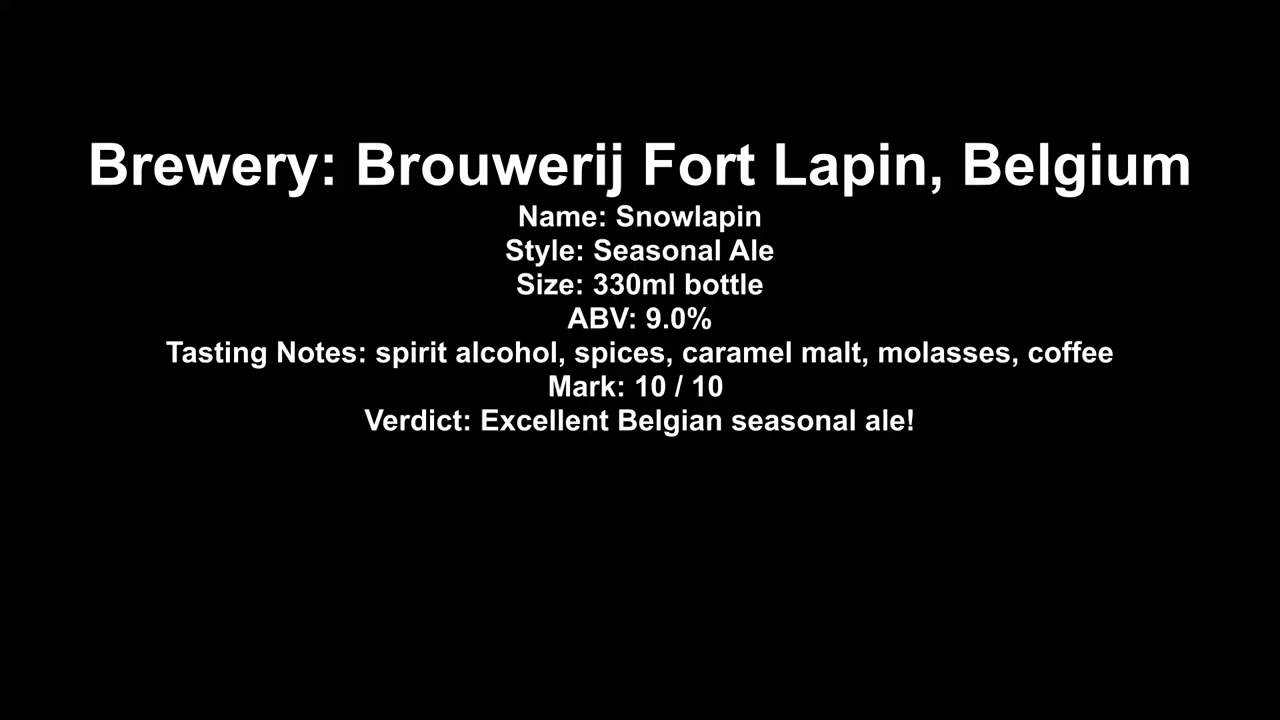 Brewery: Brouwerij Fort Lapin, Belgium
Name: Snowlapin
Style: Seasonal Ale
Size: 330ml bottle
ABV: 9.0%
Tasting Notes: spirit alcohol, spices, caramel malt, molasses, coffee
Mark: 10 / 10
Verdict: Excellent Belgian seasonal ale!